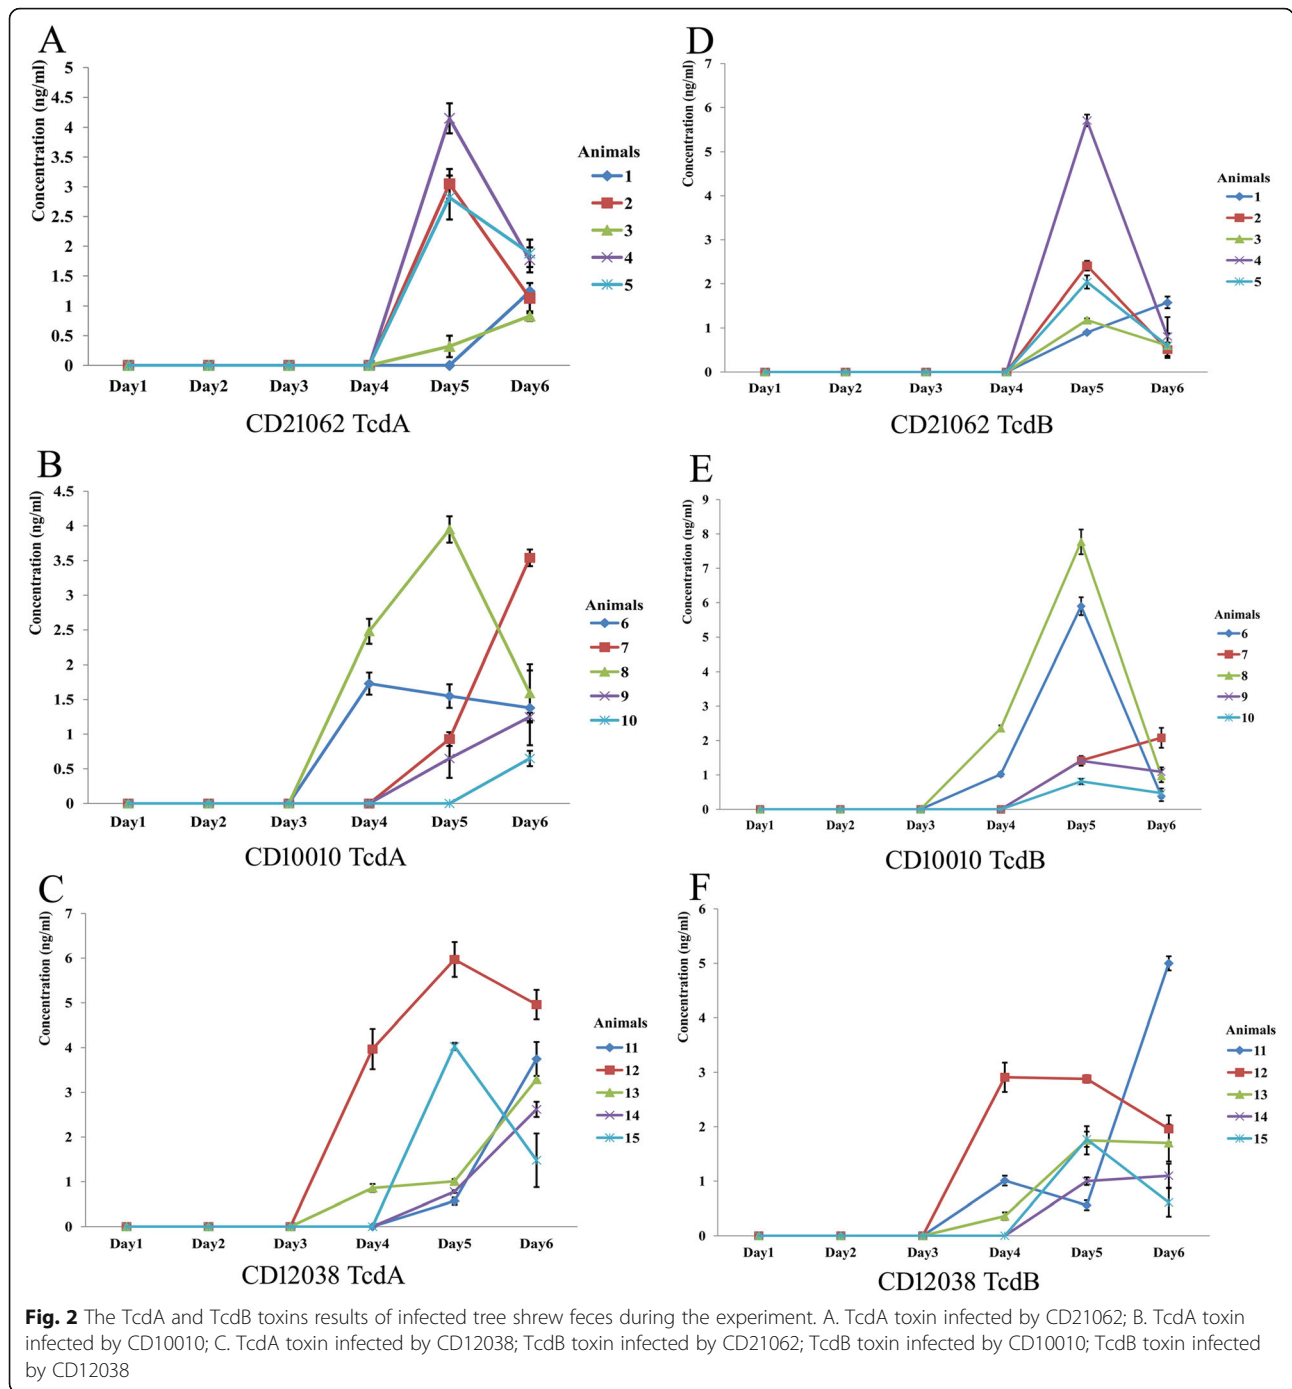 A
Concentration (ng/ml)
5
4.5
4
3.5
3
2.5
2
1.5
1
0.5
0
Day1 Day2 Day3 Day4 Day5 Day6
CD21062 TcdA
Animals
1
2
3
4
5
D
Concentration (ng/ml)
7
6
5
4
3
2
1
0
Day1 Day2 Day3 Day4 Day5 Day6
CD21062 TcdB
Animals
1
2
3
4
5
B
Concentration (ng/ml)
4.5
4
3.5
3
2.5
2
1.5
1
0.5
0
Day1 Day2 Day3 Day4 Day5 Day6
CD10010 TcdA
Animals
6
7
8
9
10
E
Concentration (ng/ml)
9
8
7
6
5
4
3
2
1
0
Day1 Day2 Day3 Day4 Day5 Day6
CD10010 TcdB
Animals
6
7
8
9
10
C
Concentration (ng/ml)
7
6
5
4
3
2
1
0
Day1 Day2 Day3 Day4 Day5 Day6
CD12038 TcdA
Animals
11
12
13
14
15
F
Concentration (ng/ml)
6
5
4
3
2
1
0
Day1 Day2 Day3 Day4 Day5 Day6
CD12038 TcdB
Animals
11
12
13
14
15
Fig. 2 The TcdA and TcdB toxins results of infected tree shrew feces during the experiment. A. TcdA toxin infected by CD21062; B. TcdA toxin
infected by CD10010; C. TcdA toxin infected by CD12038; TcdB toxin infected by CD21062; TcdB toxin infected by CD10010; TcdB toxin infected
by CD12038